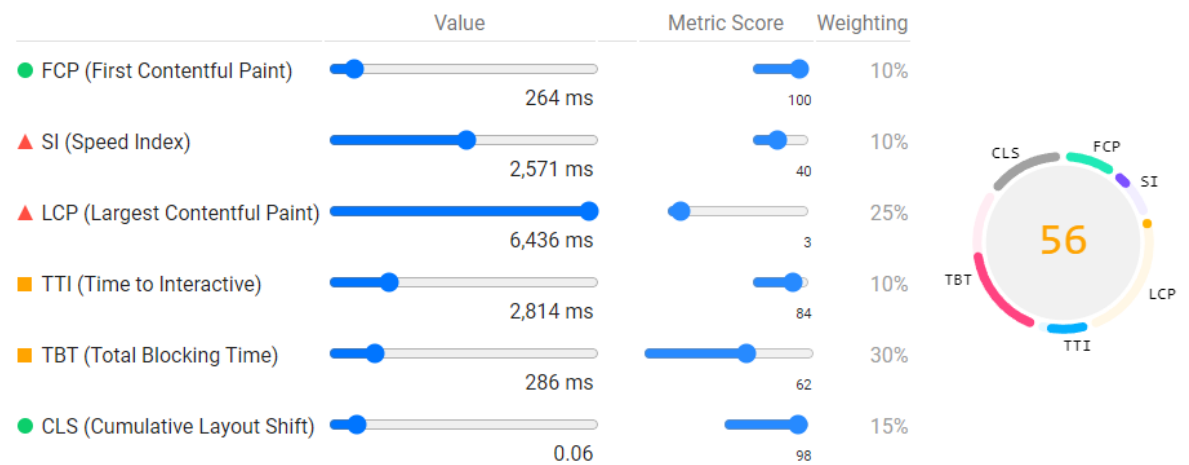 Value Metric Score Weighting
FCP (First Contentful Paint) 10%
264 ms 100
SI (Speed Index) 10%
2,571 ms 40
LCP (Largest Contentful Paint) 25%
6,436 ms 3
TTI (Time to Interactive) 10%
2,814 ms 84
TBT (Total Blocking Time) 30%
286 ms 62
CLS (Cumulative Layout Shift) 15%
0.06 98
CLS FCP
SI
56
TBT LCP
TTI